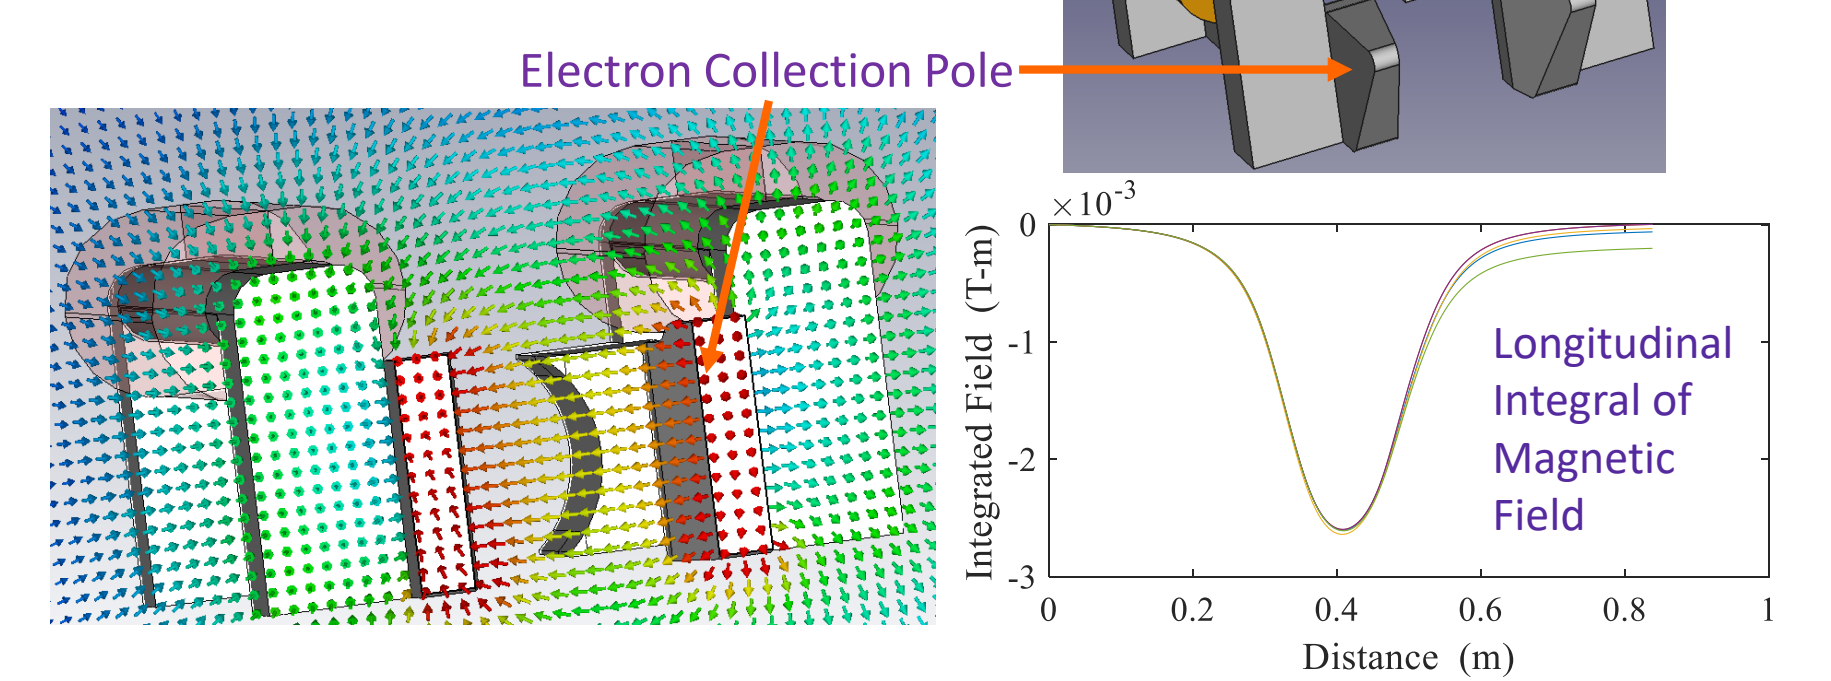 Electron Collection Pole
×10-3
0
-1
-2
-3
Integrated Field (T-m)
Longitudinal
Integral of
Magnetic
Field
0 0.2 0.4 0.6 0.8 1
Distance (m)